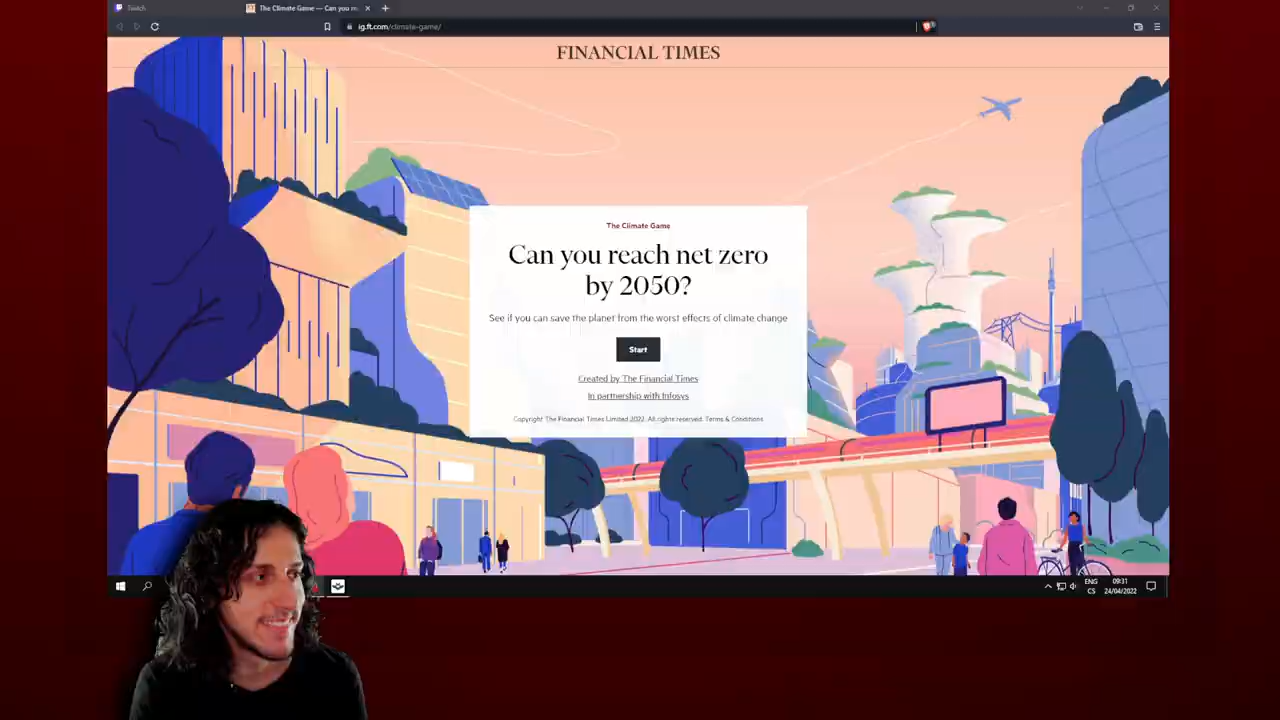 Twitch
The Climate Game — Can you re
ig.ft.com/climate-game/
FINANCIAL TIMES
The Climate Game
Can you reach net zero
by 2050?
See if you can save the planet from the worst effects of climate change
Start
Created by The Financial Times
In partnership with Infosys
Copyright The Financial Times Limited 2022. All rights reserved. Terms & Conditions
ENG 09:31
CS 24/04/2022